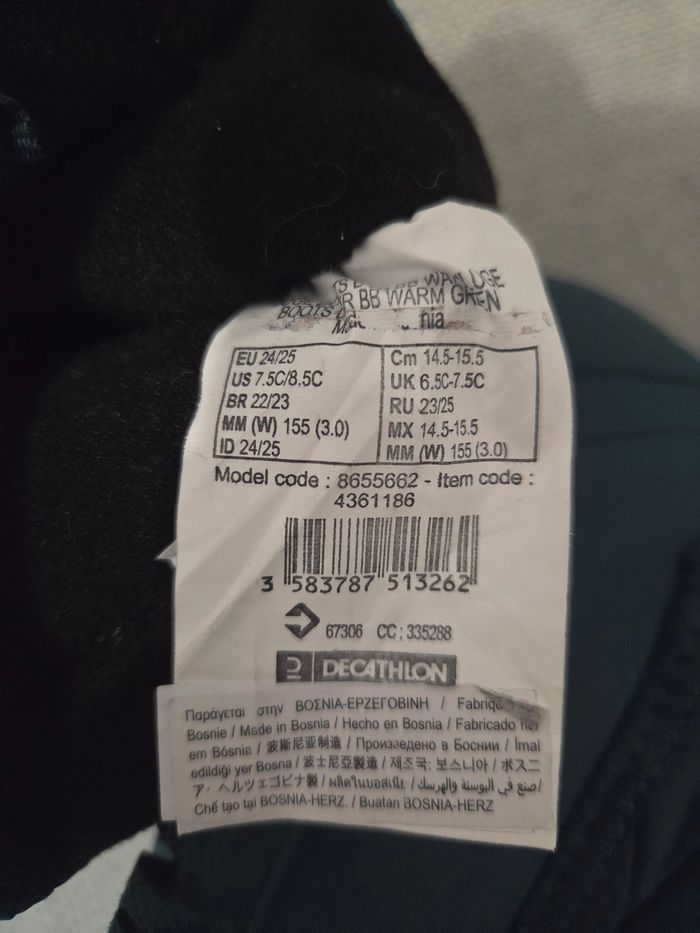 BB WARM
BOOTS
nia
EU 24/25
US 7.5C/8.5C
BR 22/23
MM (W) 155 (3.0)
ID 24/25
Cm 14.5-15.5
UK 6.5C-7.5C
RU 23/25
MX 14.5-15.5
MM (W) 155 (3.0)
Model code : 8655662 - Item code :
4361186
3 583787 513262
67306 CC : 335288
DECATHLON
Παράγεται στην ΒΟΣΝΙΑ-ΕΡΖΕΓΟΒΙΝΗ / Fabriqu
Bosnie / Made in Bosnia / Hecho en Bosnia / Fabricado
em Bósnia / 波斯尼亚制造 / Произведено в Боснии / İmal
edildiği yer Bosna / 波士尼亞製造 / 제조국: 보스니아 / ボスニ
ア・ヘルツェゴビナ製 / ผลิตในบอสเนีย / صنع في البوسنة والهرسك /
Chế tạo tại BOSNIA-HERZ. / Buatan BOSNIA-HERZ